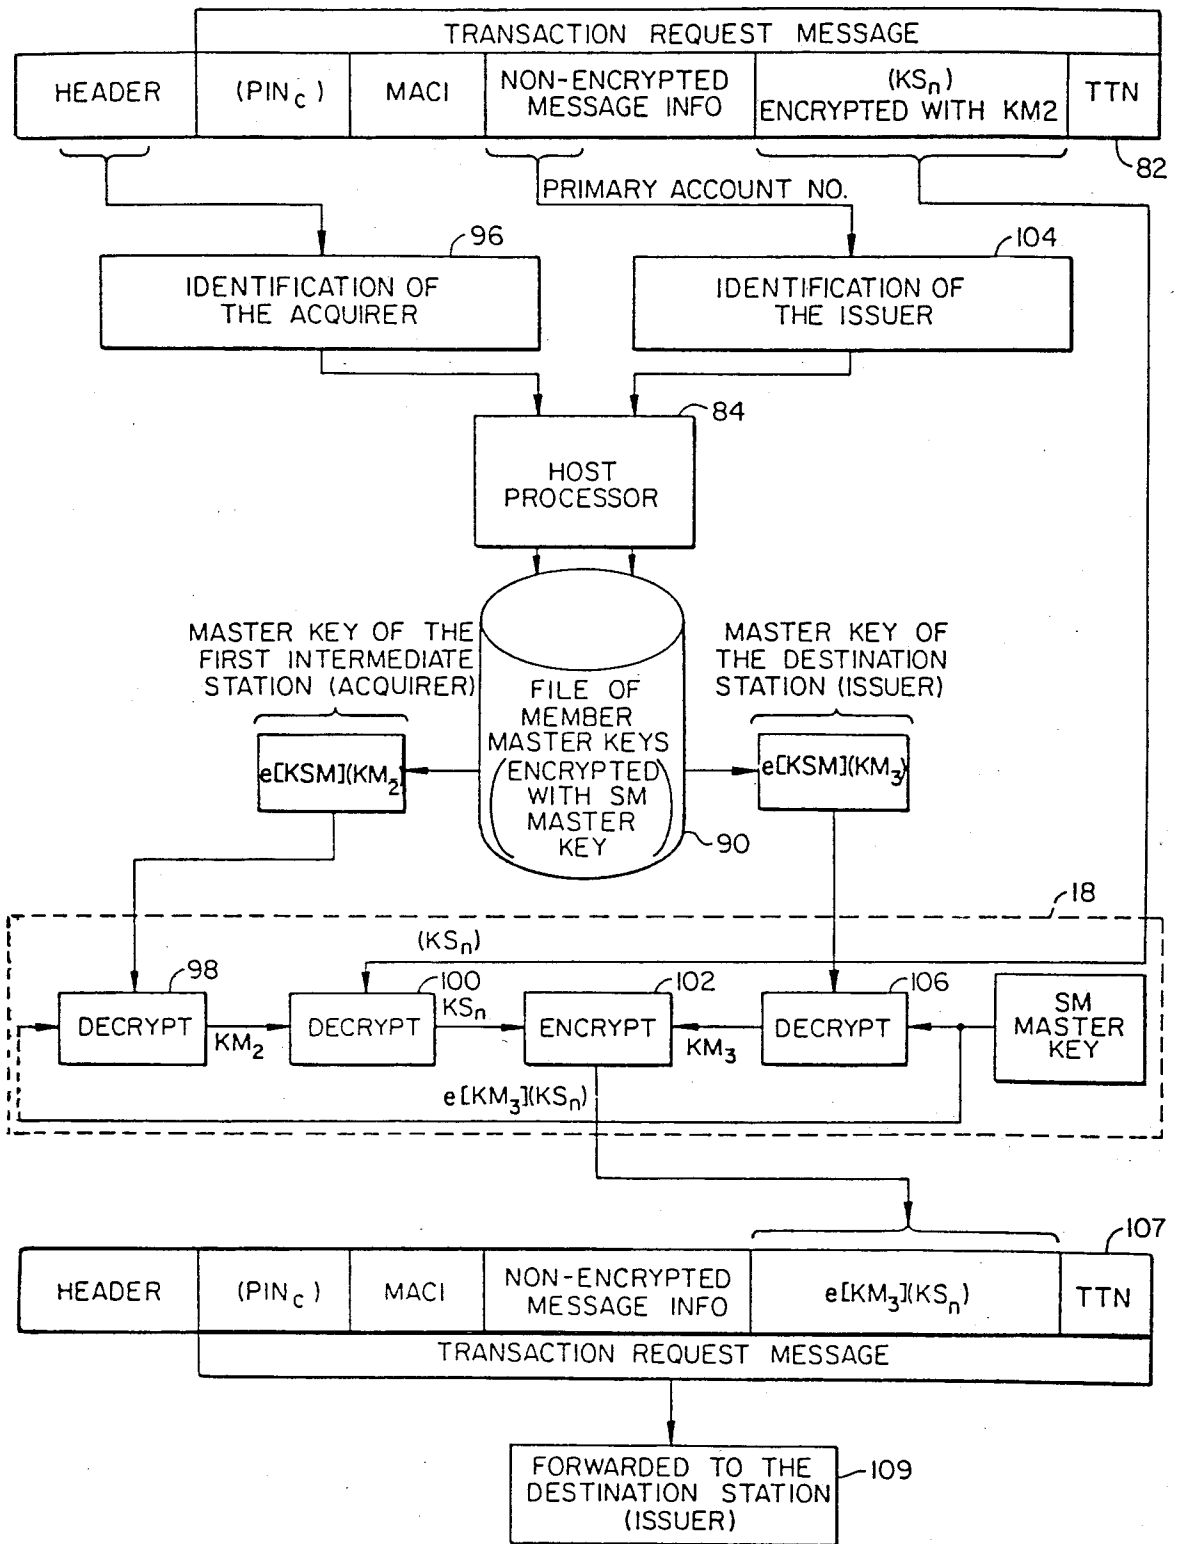 TRANSACTION REQUEST MESSAGE
HEADER
(PINc)
MACI
NON-ENCRYPTED
MESSAGE INFO
(KSn)
ENCRYPTED WITH KM2
TTN
82
PRIMARY ACCOUNT NO.
96
IDENTIFICATION OF
THE ACQUIRER
104
IDENTIFICATION OF
THE ISSUER
84
HOST
PROCESSOR
MASTER KEY OF THE
FIRST INTERMEDIATE
STATION (ACQUIRER)
MASTER KEY OF
THE DESTINATION
STATION (ISSUER)
FILE OF
MEMBER
MASTER KEYS
(ENCRYPTED
WITH SM
MASTER
KEY)
90
e[KSM](KM2)
e[KSM](KM3)
18
(KSn)
98
DECRYPT
KM2
100
DECRYPT
KSn
102
ENCRYPT
KM3
106
DECRYPT
SM
MASTER
KEY
e[KM3](KSn)
107
HEADER
(PINc)
MACI
NON-ENCRYPTED
MESSAGE INFO
e[KM3](KSn)
TTN
TRANSACTION REQUEST MESSAGE
FORWARDED TO THE
DESTINATION STATION
(ISSUER)
109